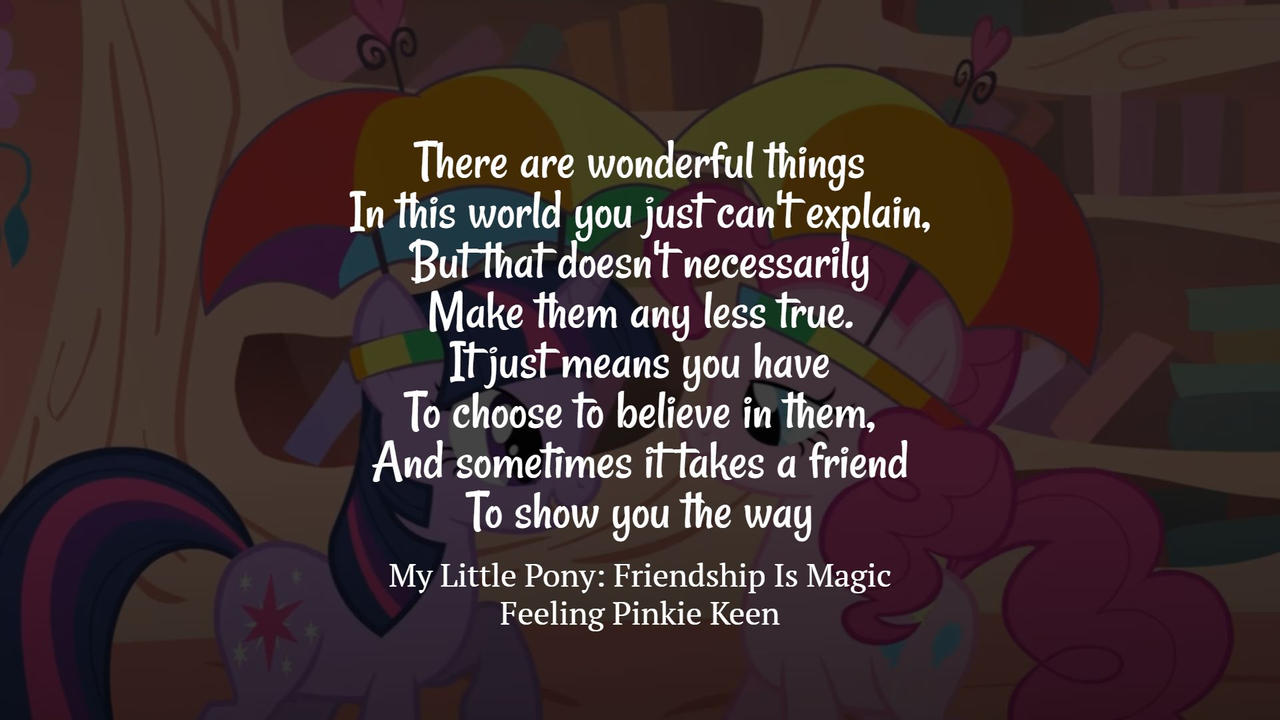 There are wonderful things
In this world you just can't explain,
But that doesn't necessarily
Make them any less true.
It just means you have
To choose to believe in them,
And sometimes it takes a friend
To show you the way
My Little Pony: Friendship Is Magic
Feeling Pinkie Keen